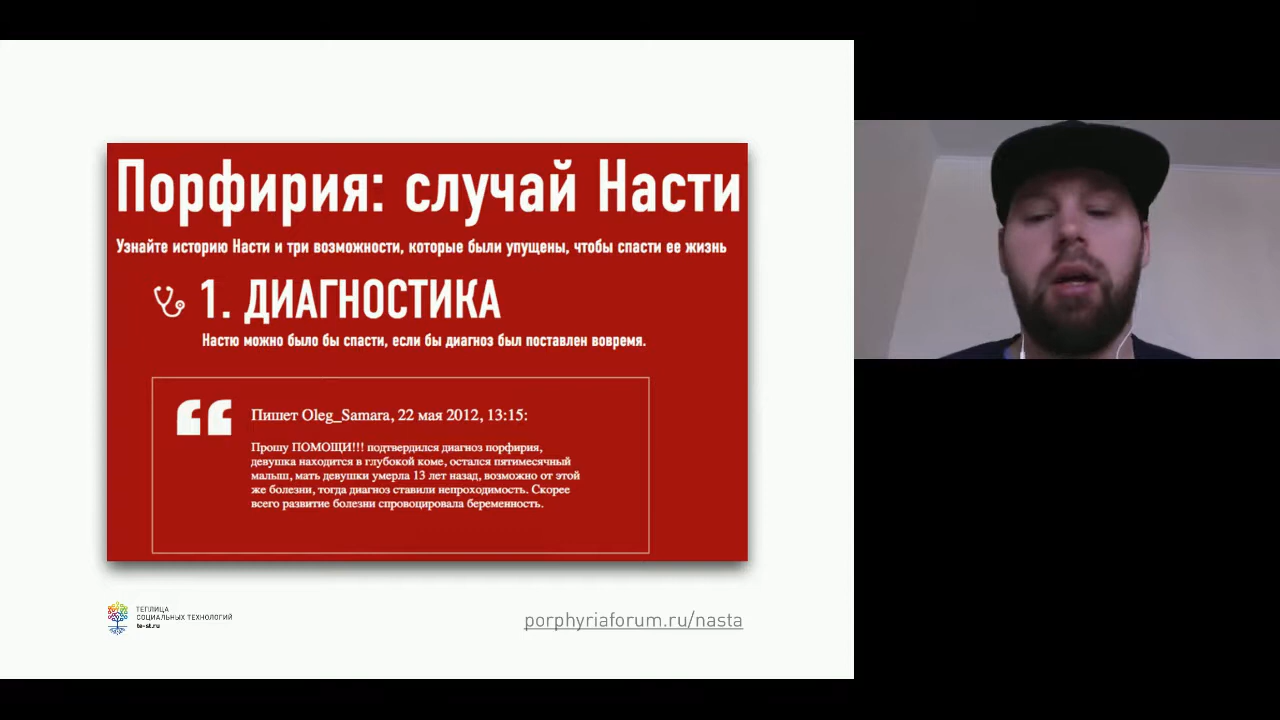 Порфирия: случай Насти
Узнайте историю Насти и три возможности, которые были упущены, чтобы спасти ее жизнь
1. ДИАГНОСТИКА
Настю можно было бы спасти, если бы диагноз был поставлен вовремя.
Пишет Oleg_Samara, 22 мая 2012, 13:15:
Прошу ПОМОЩИ!!! подтвердился диагноз порфирия,
девушка находится в глубокой коме, остался пятимесячный
малыш, мать девушки умерла 13 лет назад, возможно от этой
же болезни, тогда диагноз ставили непроходимость. Скорее
всего развитие болезни спровоцировала беременность.
ТЕПЛИЦА
СОЦИАЛЬНЫХ ТЕХНОЛОГИЙ
te-st.ru
porphyriaforum.ru/nasta